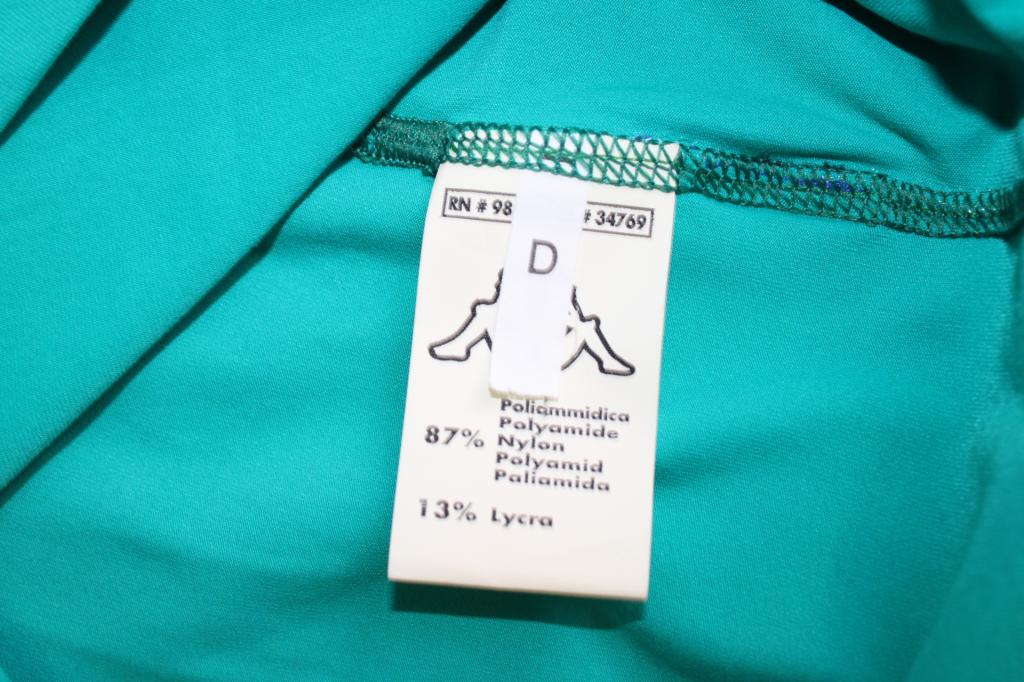 RN # 98 # 34769
D
Poliammidica
Polyamide
87% Nylon
Polyamid
Paliamida
13% Lycra